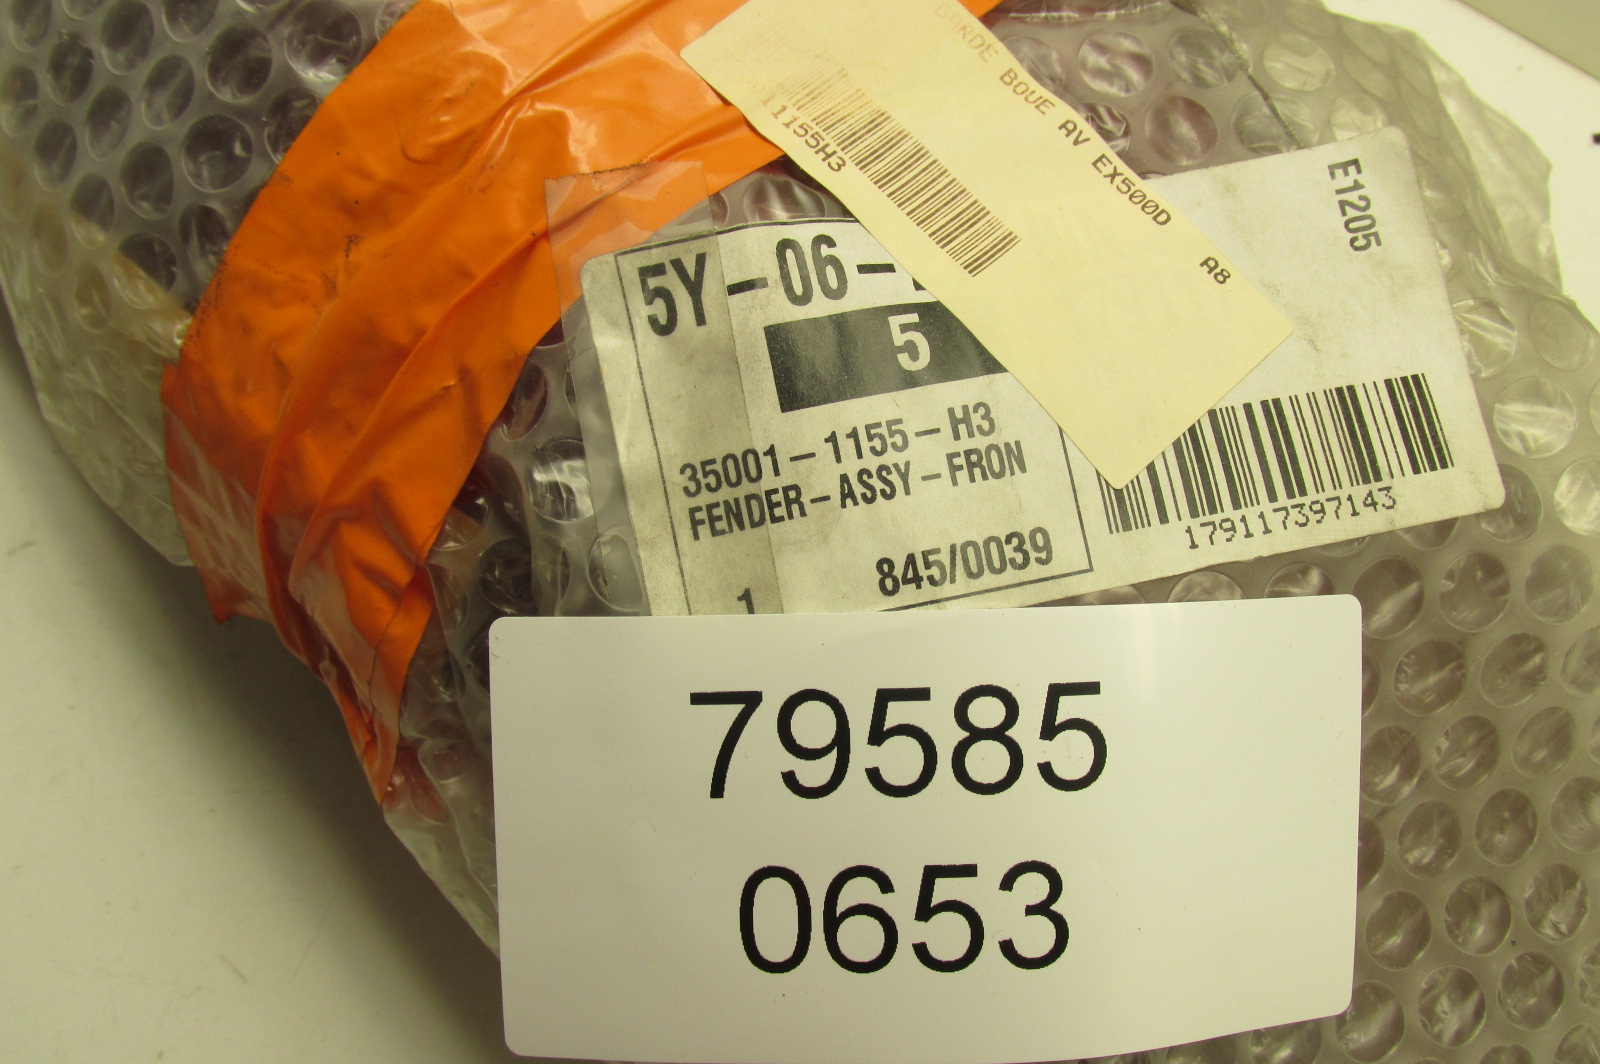 BOUE AV EX500D
A8
1155H3
E1205
5Y-06-
5
35001-1155-H3
FENDER-ASSY-FRON
845/0039
1
179117397143
79585
0653